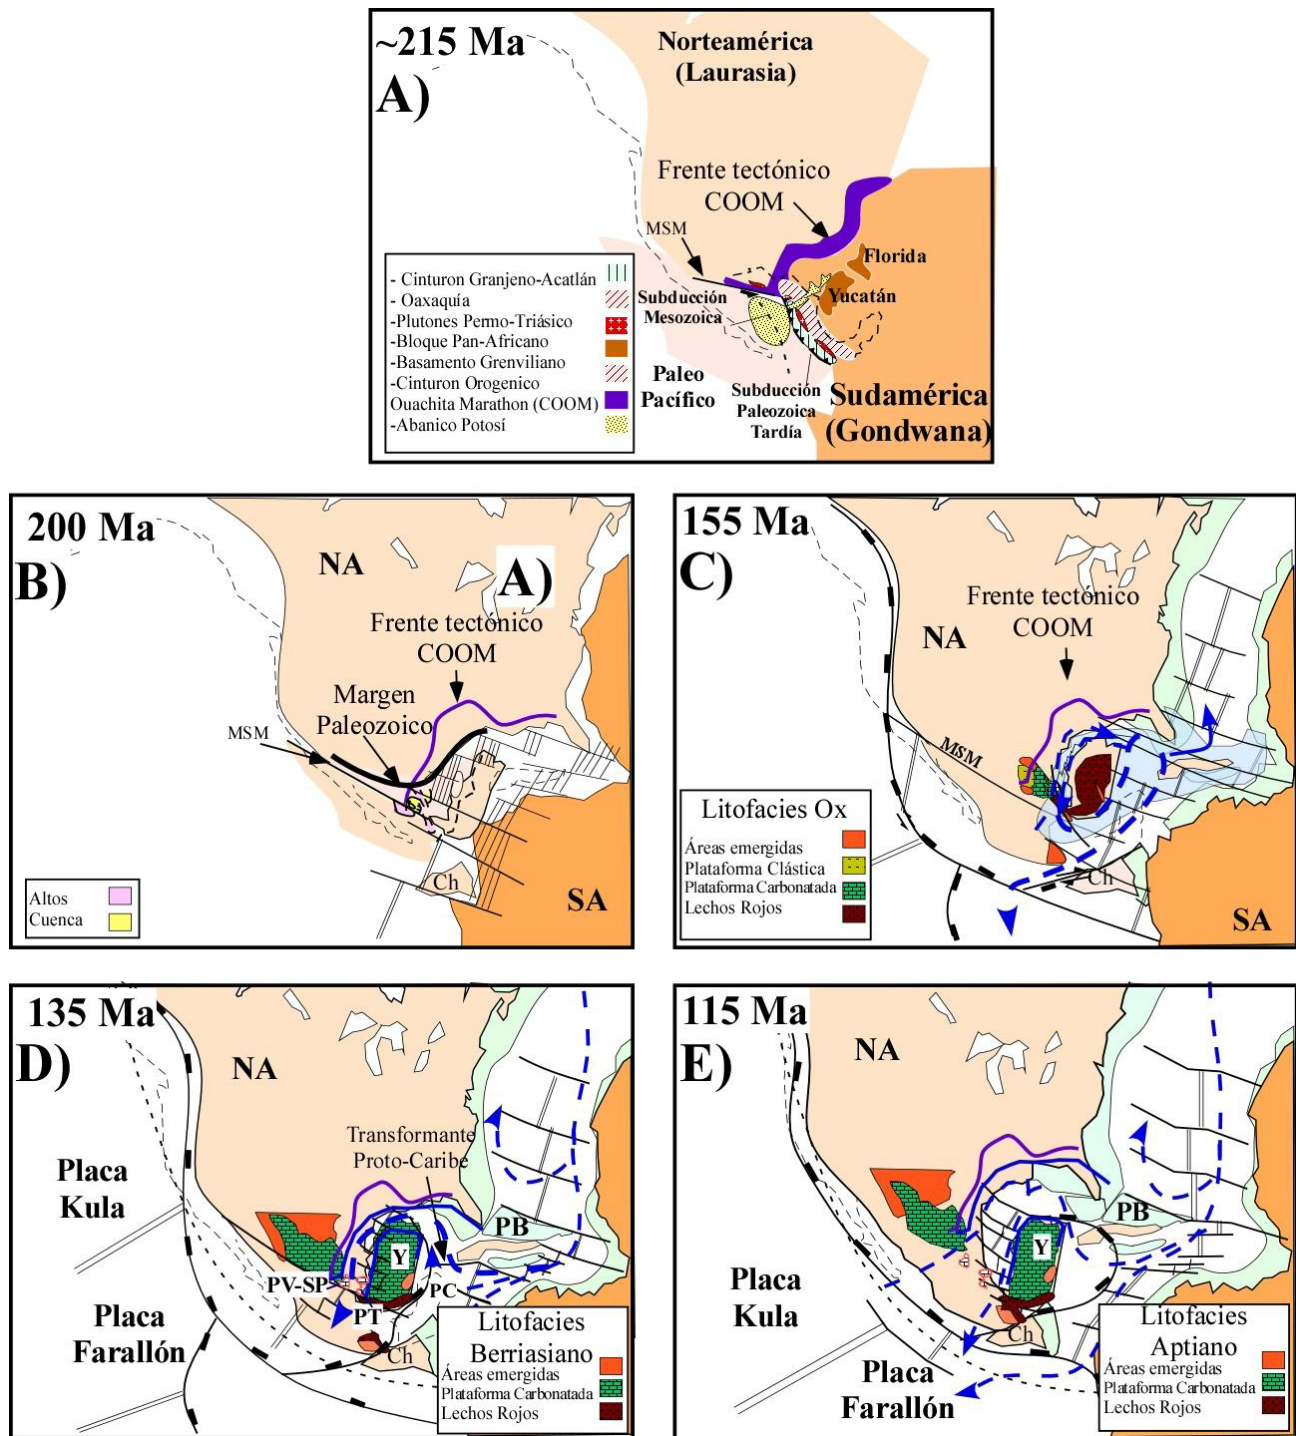 ~215 Ma
A)
Norteamérica
(Laurasia)
Frente tectónico
COOM
MSM
Florida
Yucatán
Subducción
Mesozoica
- Cinturon Granjeno-Acatlán
- Oaxaquía
-Plutones Permo-Triásico
-Bloque Pan-Africano
-Basamento Grenviliano
-Cinturon Orogenico
Ouachita Marathon (COOM)
-Abanico Potosí
Paleo
Pacífico
Subducción
Paleozoica
Tardía
Sudamérica
(Gondwana)
200 Ma
B)
NA
A)
Frente tectónico
COOM
Margen
Paleozoico
MSM
Ch
SA
Altos
Cuenca
155 Ma
C)
NA
Frente tectónico
COOM
MSM
Litofacies Ox
Áreas emergidas
Plataforma Clástica
Plataforma Carbonatada
Lechos Rojos
Ch
SA
135 Ma
D)
NA
Transformante
Proto-Caribe
Placa
Kula
PB
Y
PV-SP
PC
PT
Placa
Farallón
Ch
Litofacies
Berriasiano
Áreas emergidas
Plataforma Carbonatada
Lechos Rojos
115 Ma
E)
NA
PB
Y
Placa
Kula
Ch
Placa
Farallón
Litofacies
Aptiano
Áreas emergidas
Plataforma Carbonatada
Lechos Rojos